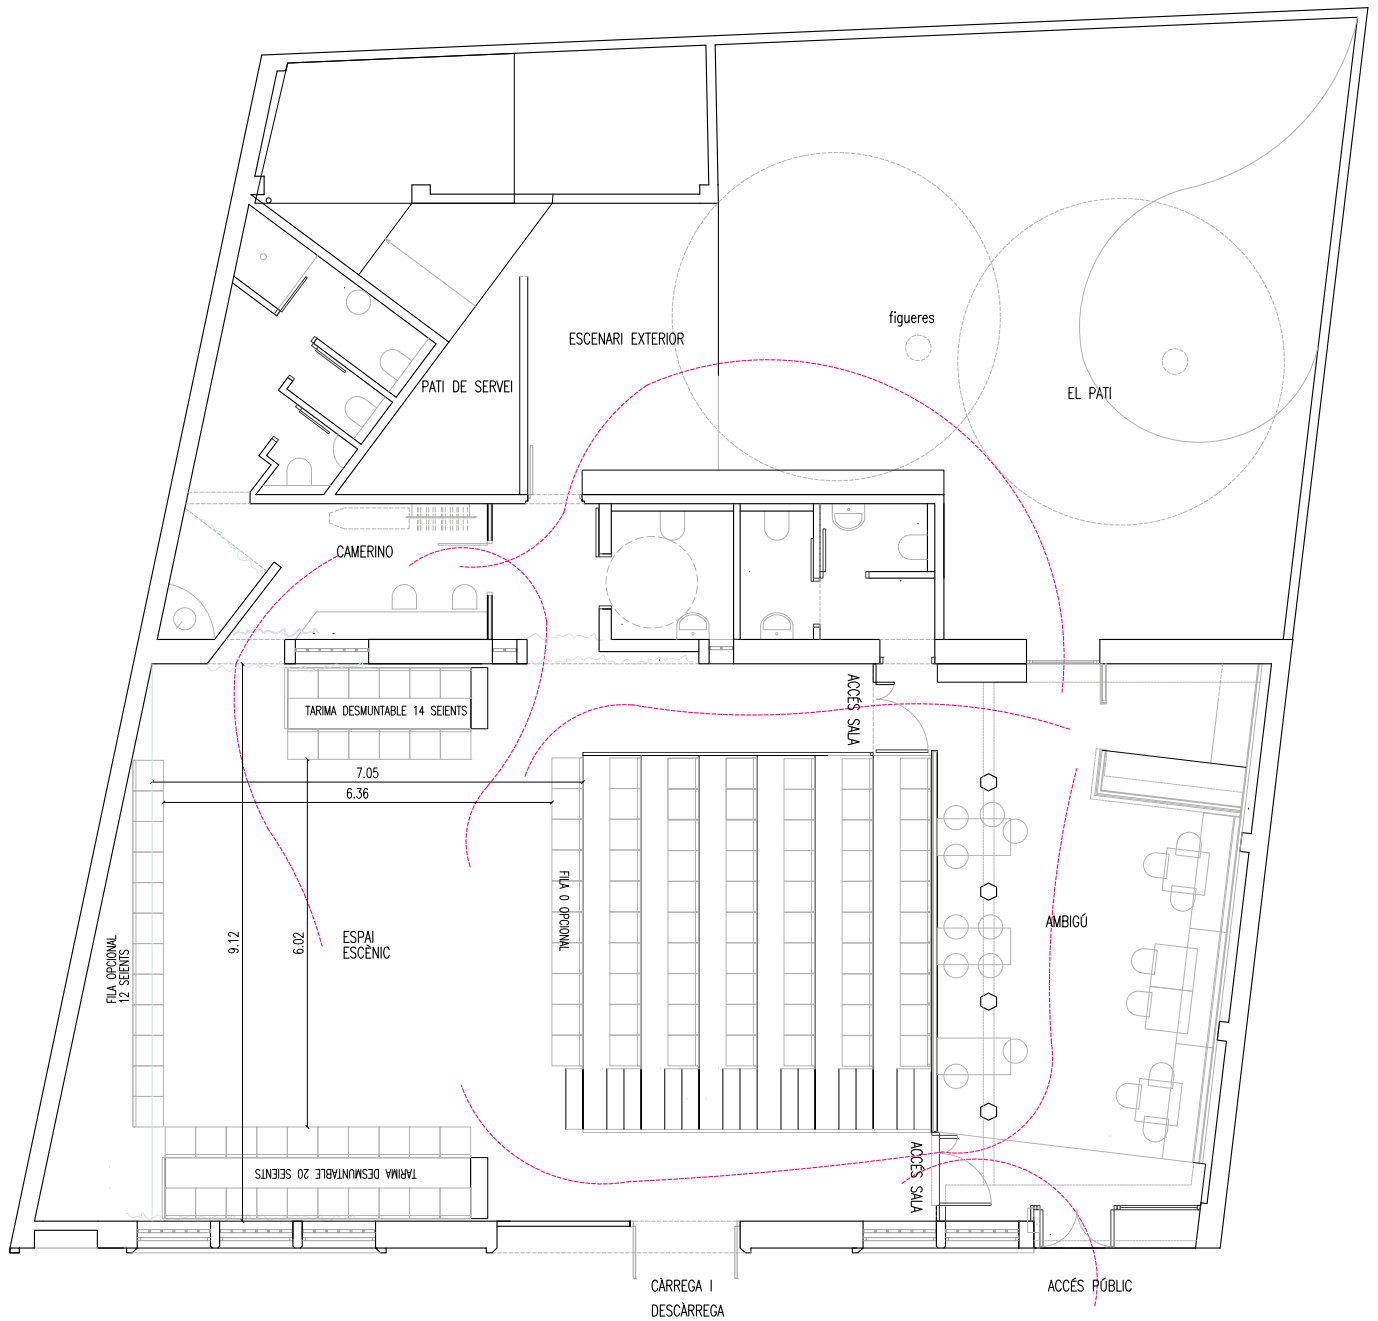 figueres
ESCENARI EXTERIOR
PATI DE SERVEI
EL PATI
CAMERINO
TARIMA DESMUNTABLE 14 SEIENTS
ACCÉS SALA
7.05
6.36
FILA 0 OPCIONAL
AMBIGÚ
9.12
6.02
ESPAI
ESCÈNIC
FILA OPCIONAL
12 SEIENTS
TARIMA DESMUNTABLE 20 SEIENTS
ACCÉS SALA
CÀRREGA I
DESCÀRREGA
ACCÉS PÚBLIC